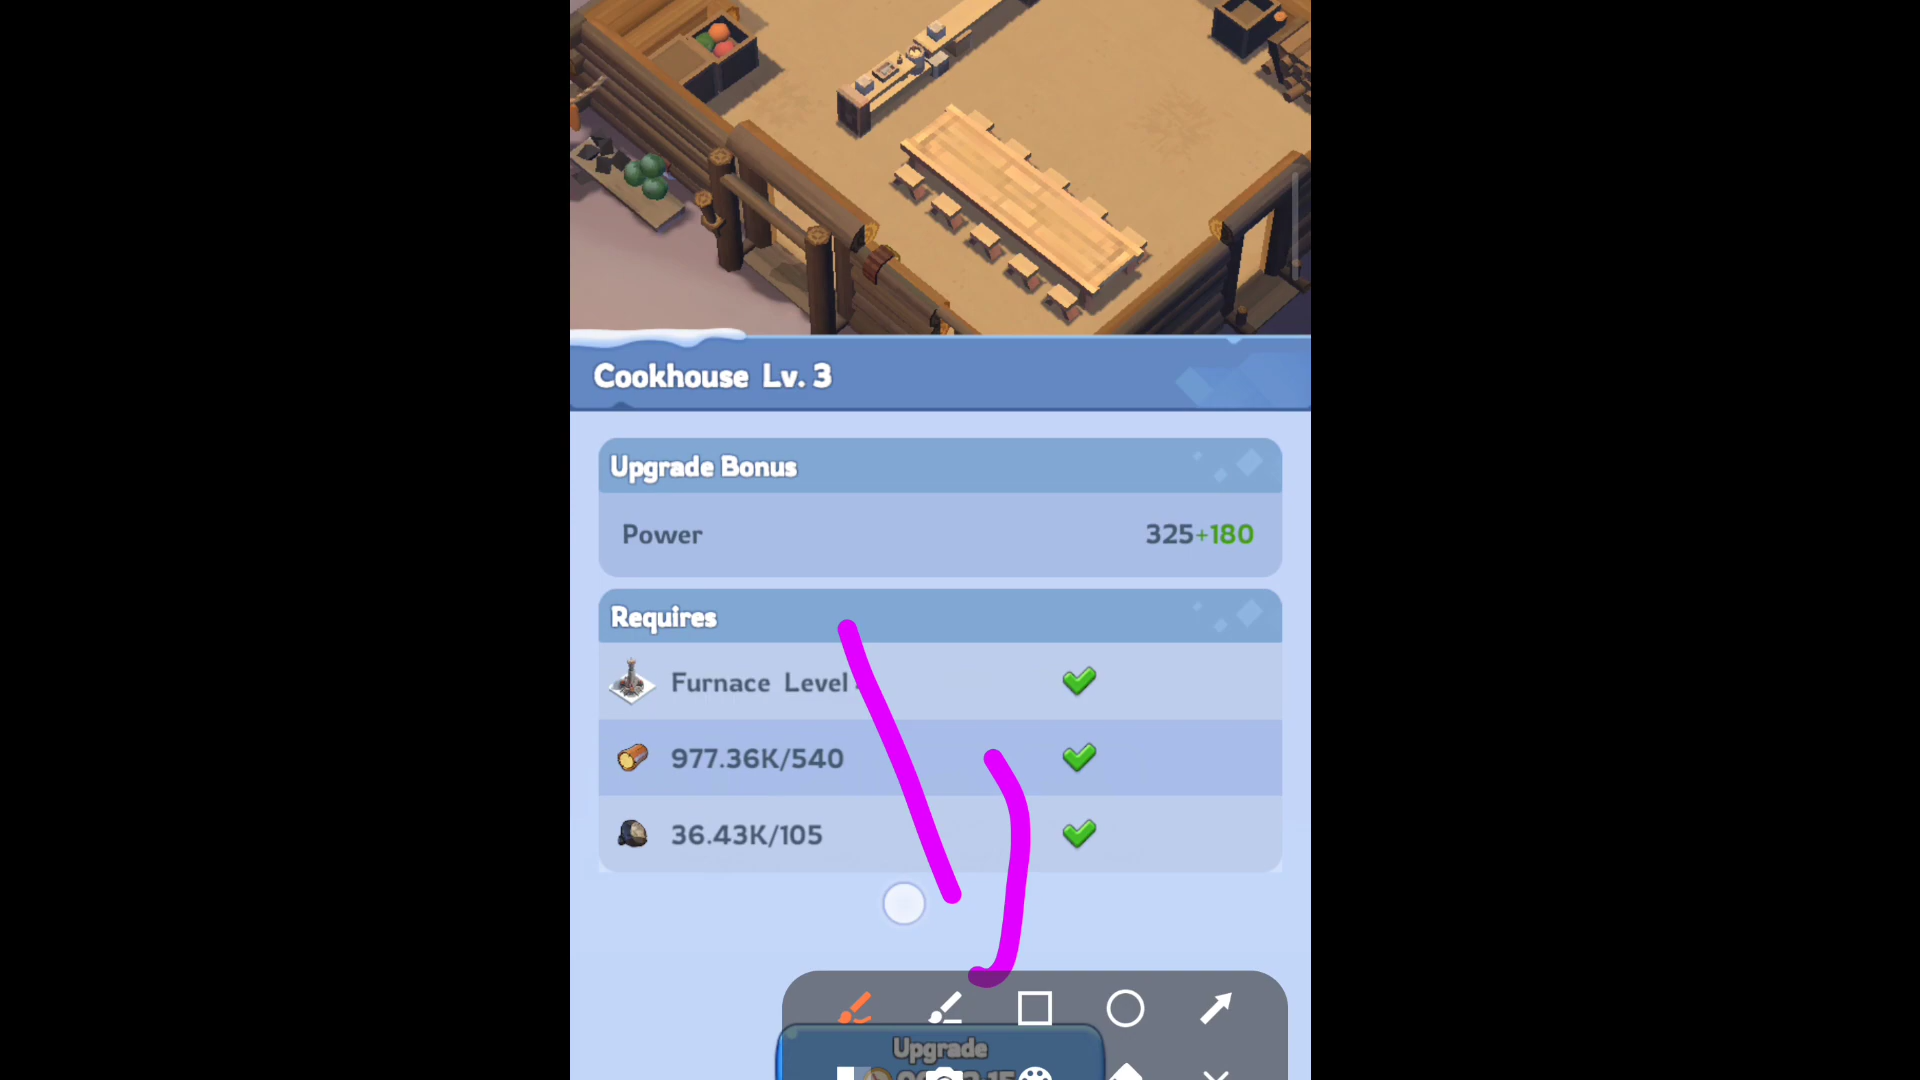 Cookhouse Lv. 3
Upgrade Bonus
Power 325+180
Requires
Furnace Level
977.36K/540
36.43K/105
Upgrade